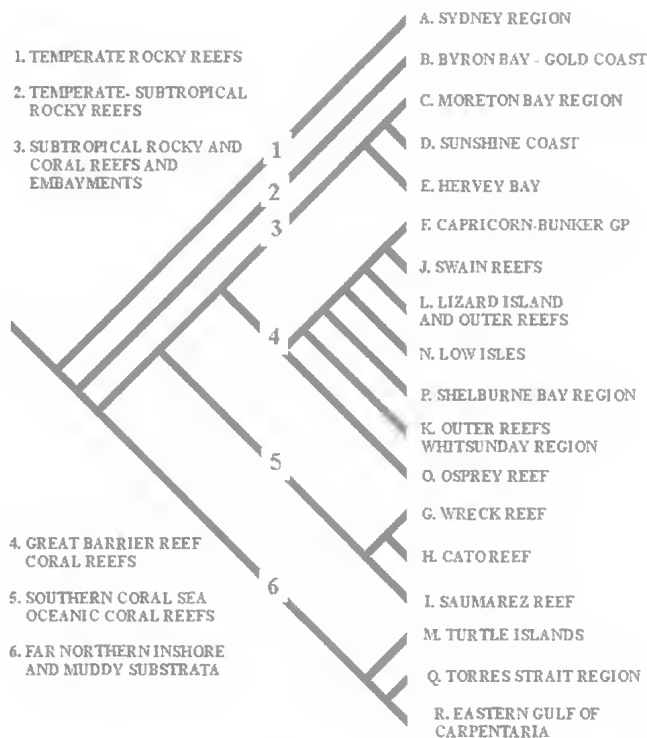 A. SYDNEY REGION
1. TEMPERATE ROCKY REEFS
B. BYRON BAY - GOLD COAST
2. TEMPERATE- SUBTROPICAL
ROCKY REEFS
C. MORETON BAY REGION
3. SUBTROPICAL ROCKY AND
CORAL REEFS AND
EMBAYMENTS
D. SUNSHINE COAST
E. HERVEY BAY
1
2
3
F. CAPRICORN-BUNKER GP
J. SWAIN REEFS
L. LIZARD ISLAND
AND OUTER REEFS
4
N. LOW ISLES
P. SHELBURNE BAY REGION
K. OUTER REEFS
WHITSUNDAY REGION
5
O. OSPREY REEF
G. WRECK REEF
4. GREAT BARRIER REEF
CORAL REEFS
H. CATO REEF
6
5. SOUTHERN CORAL SEA
OCEANIC CORAL REEFS
I. SAUMAREZ REEF
6. FAR NORTHERN INSHORE
AND MUDDY SUBSTRATA
M. TURTLE ISLANDS
Q. TORRES STRAIT REGION
R. EASTERN GULF OF
CARPENTARIA